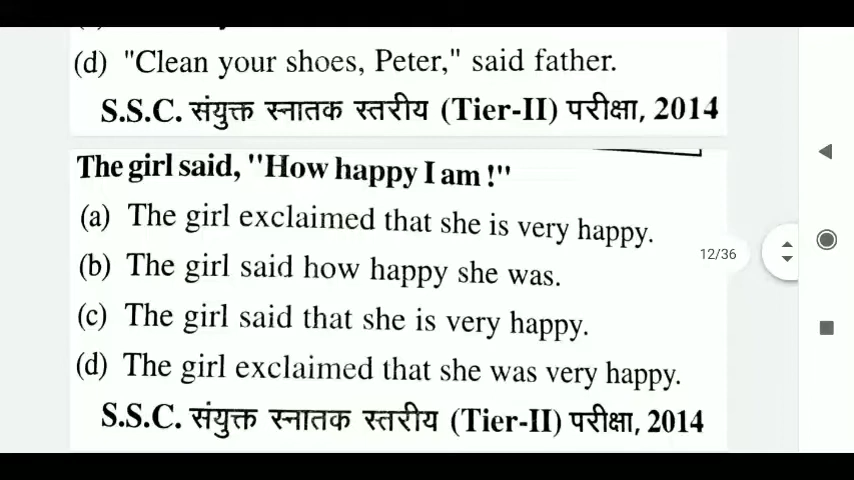 (d) "Clean your shoes, Peter," said father.
S.S.C. संयुक्त स्नातक स्तरीय (Tier-II) परीक्षा, 2014
The girl said, "How happy I am !"
(a) The girl exclaimed that she is very happy.
(b) The girl said how happy she was.
12/36
(c) The girl said that she is very happy.
(d) The girl exclaimed that she was very happy.
S.S.C. संयुक्त स्नातक स्तरीय (Tier-II) परीक्षा, 2014